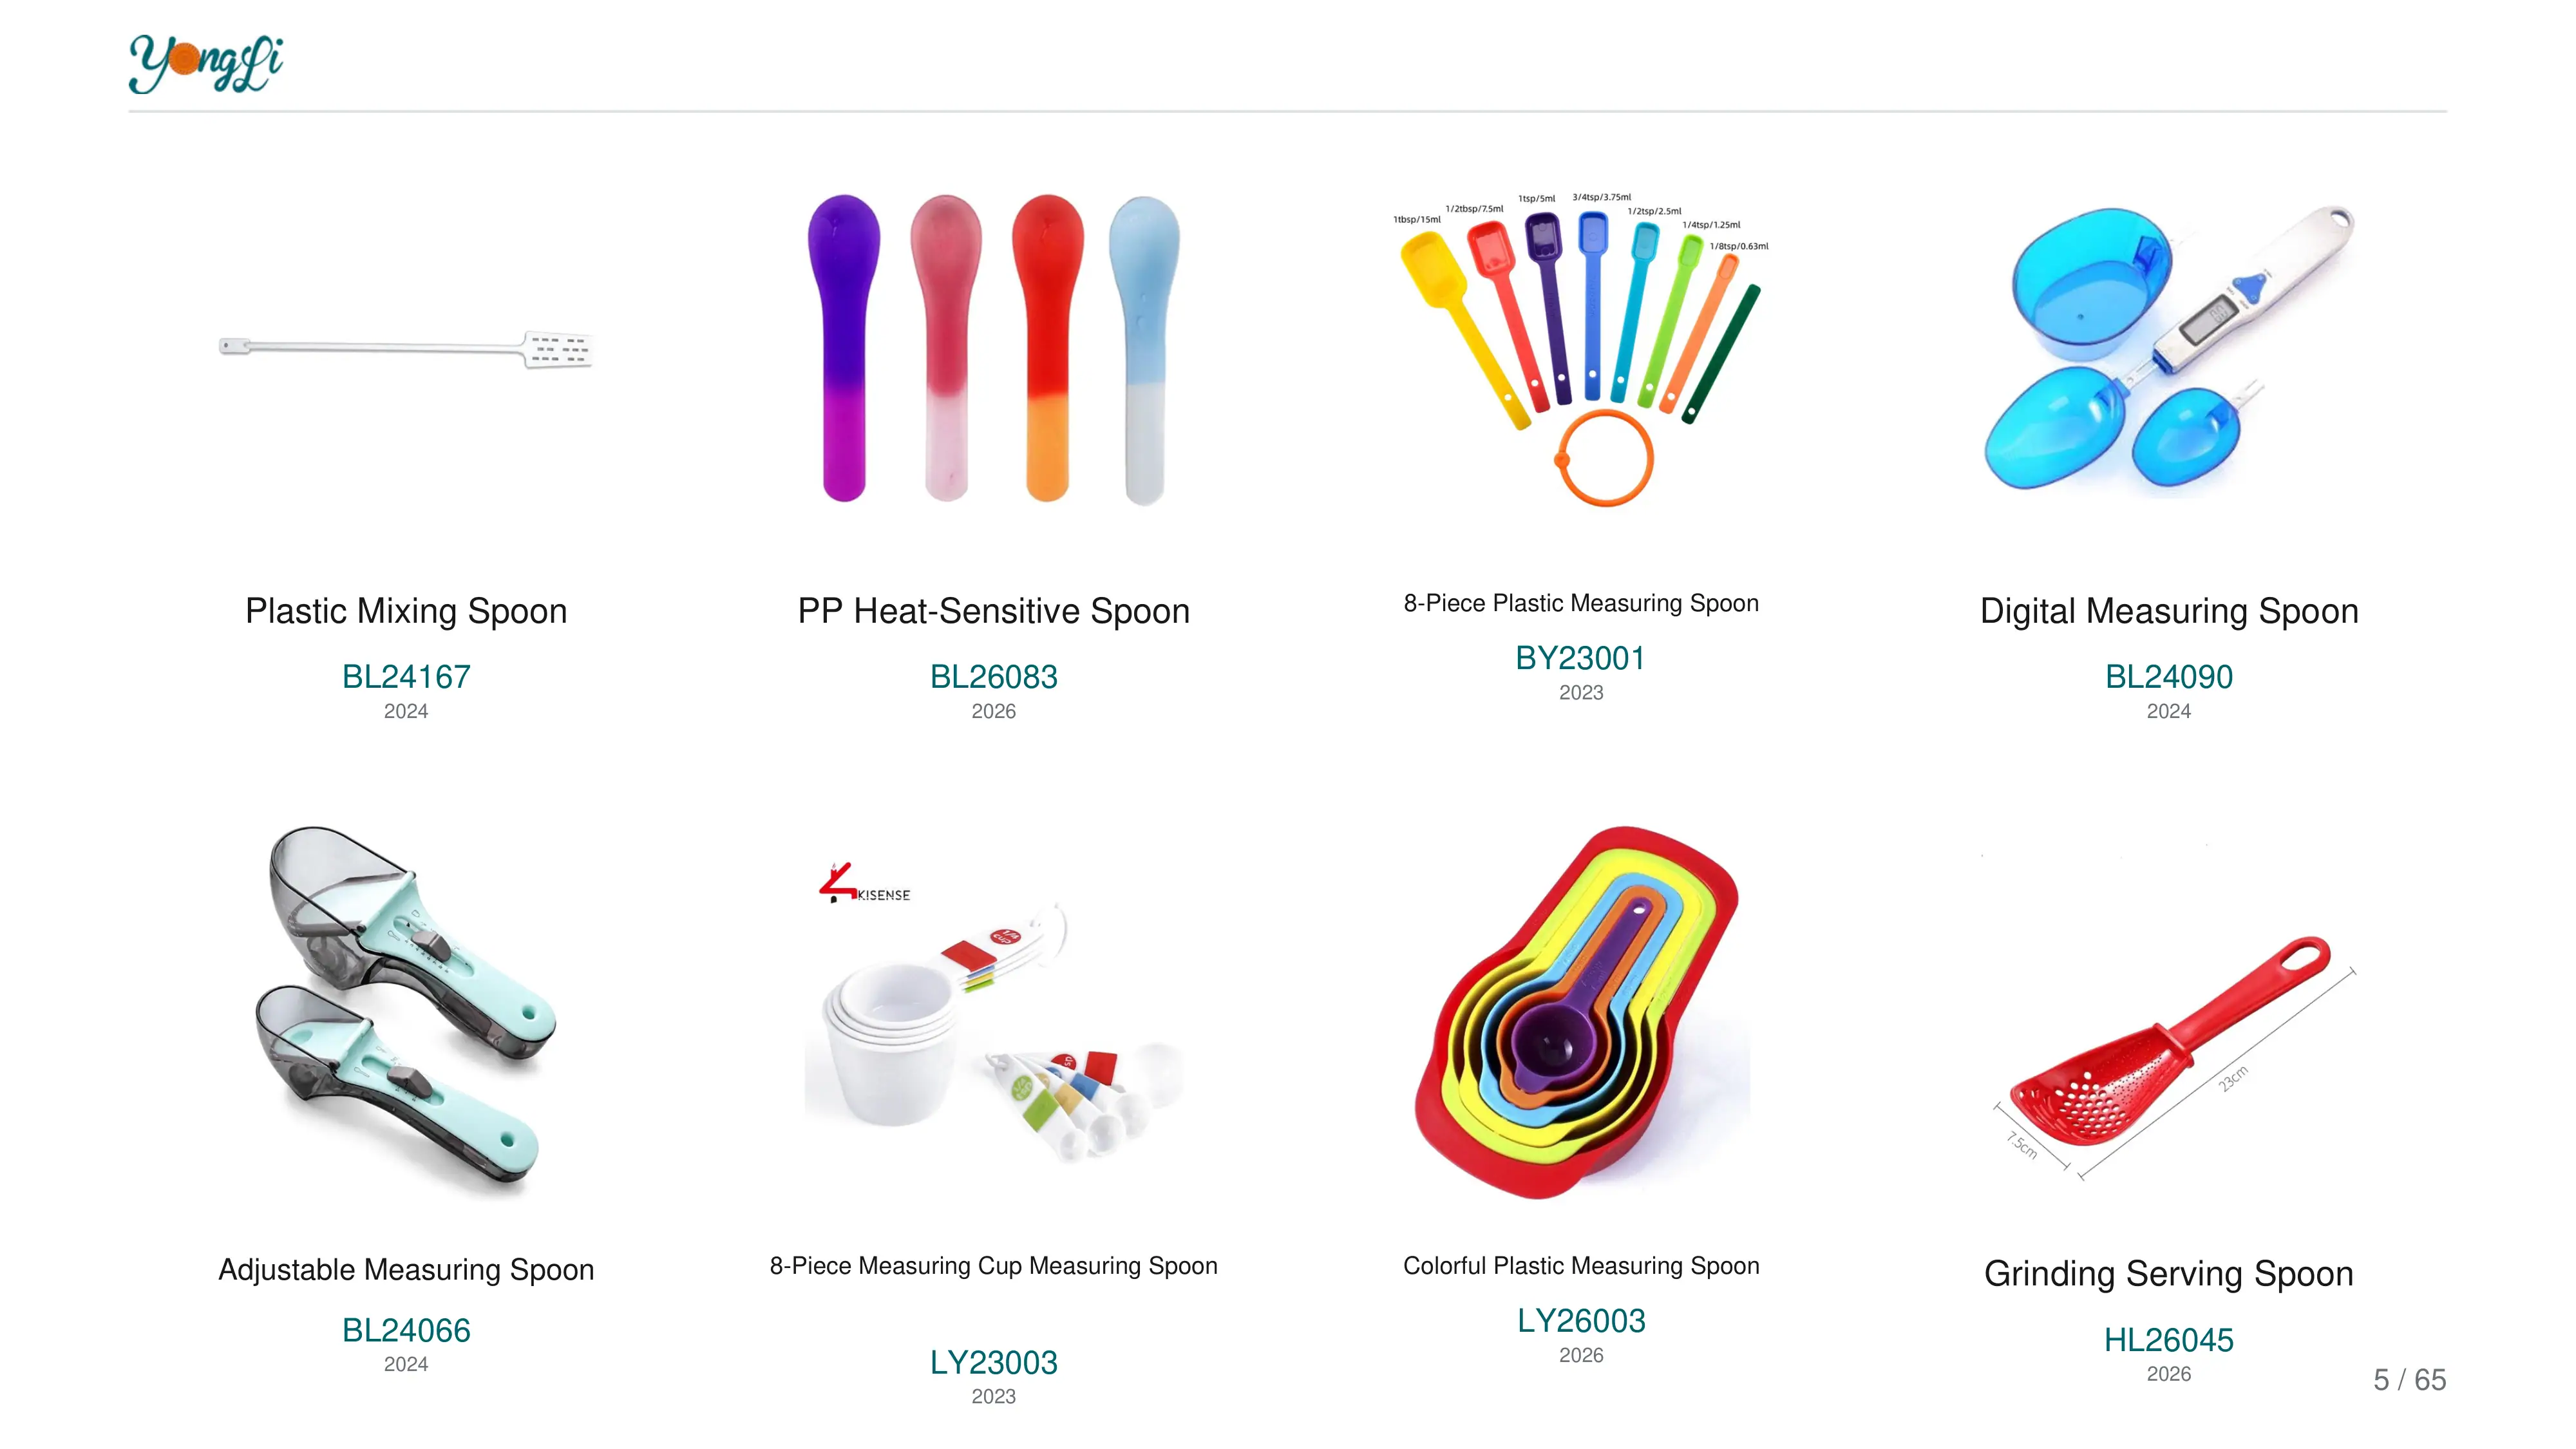 YongLi
1tbsp/15ml
1/2tbsp/7.5ml
1tsp/5ml
3/4tsp/3.75ml
1/2tsp/2.5ml
1/4tsp/1.25ml
1/8tsp/0.63ml
Plastic Mixing Spoon
BL24167
2024
PP Heat-Sensitive Spoon
BL26083
2026
8-Piece Plastic Measuring Spoon
BY23001
2023
Digital Measuring Spoon
BL24090
2024
KISENSE
CUP
23cm
7.5cm
Adjustable Measuring Spoon
BL24066
2024
8-Piece Measuring Cup Measuring Spoon
LY23003
2023
Colorful Plastic Measuring Spoon
LY26003
2026
Grinding Serving Spoon
HL26045
2026
5 / 65